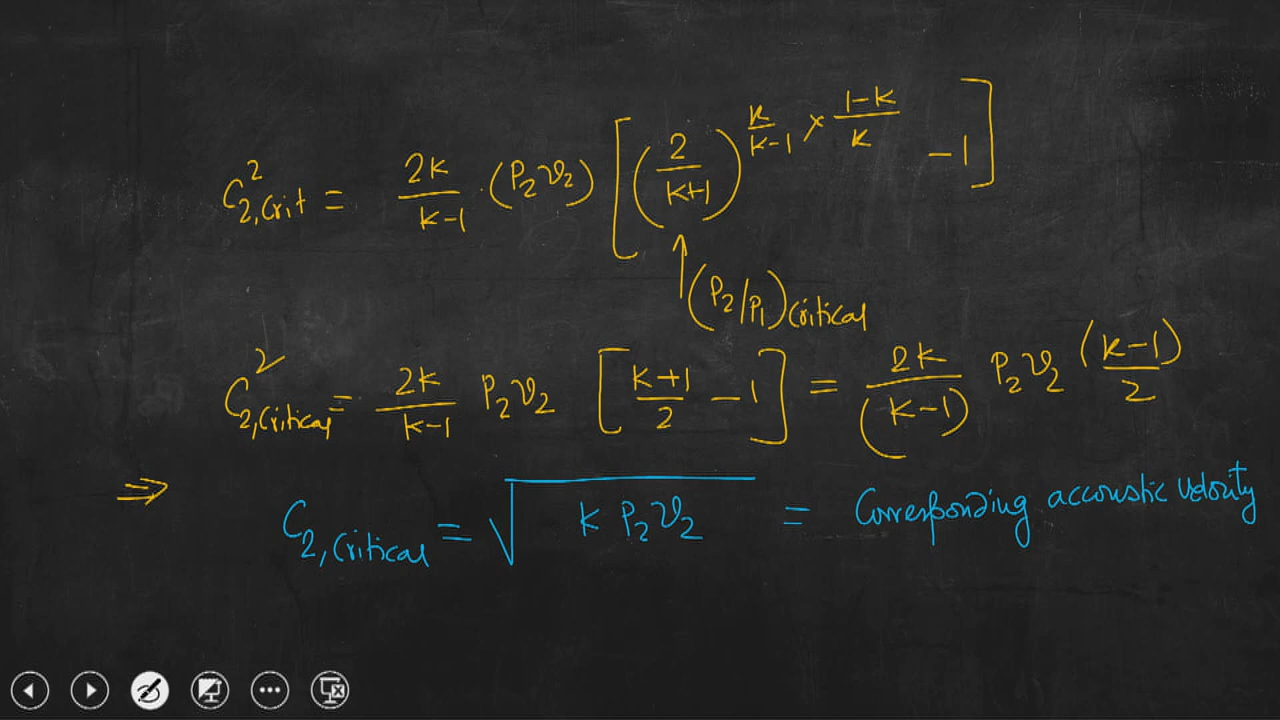 C²₂,Crit = 2k/(k-1) · (P₂v₂) [(2/(k+1))^(k/(k-1) × (1-k)/k) - 1]
↑ (P₂/P₁)critical
C²₂,Critical = 2k/(k-1) P₂v₂ [(k+1)/2 - 1] = 2k/(k-1) P₂v₂ (k-1)/2
⇒ C₂,Critical = √(k P₂v₂) = Corresponding accoustic velocity